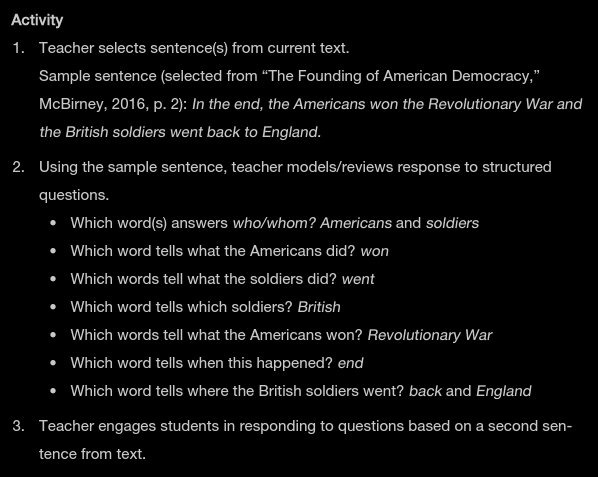 Activity
1. Teacher selects sentence(s) from current text.
Sample sentence (selected from “The Founding of American Democracy,”
McBirney, 2016, p. 2): In the end, the Americans won the Revolutionary War and
the British soldiers went back to England.
2. Using the sample sentence, teacher models/reviews response to structured
questions.
• Which word(s) answers who/whom? Americans and soldiers
• Which word tells what the Americans did? won
• Which words tell what the soldiers did? went
• Which word tells which soldiers? British
• Which words tell what the Americans won? Revolutionary War
• Which word tells when this happened? end
• Which word tells where the British soldiers went? back and England
3. Teacher engages students in responding to questions based on a second sen-
tence from text.